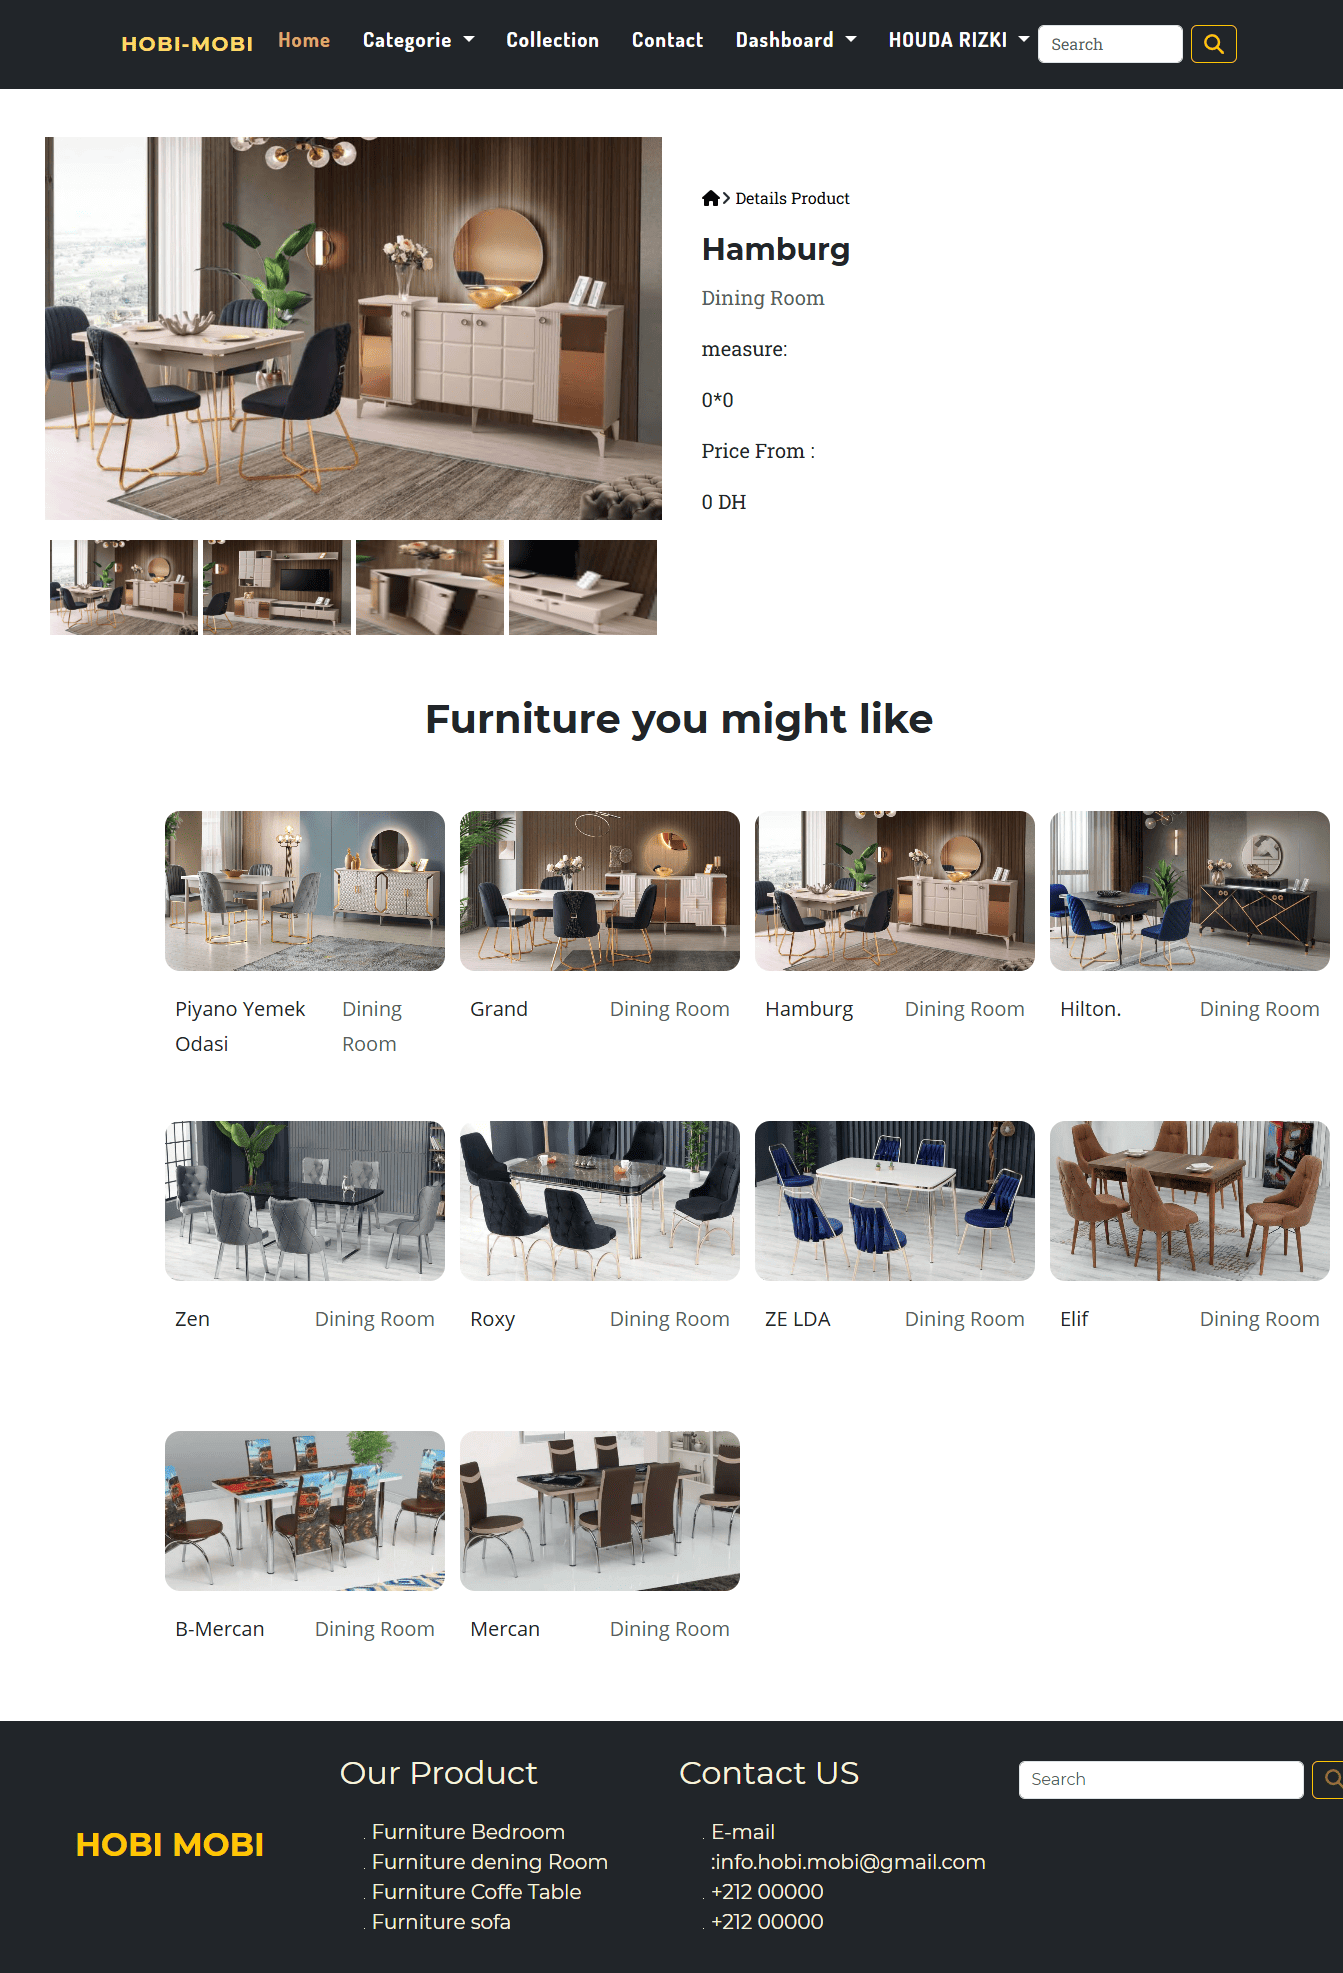 HOBI-MOBI Home Categorie Collection Contact Dashboard HOUDA RIZKI Search
Details Product
Hamburg
Dining Room
measure:
0*0
Price From :
0 DH
Furniture you might like
Piyano Yemek Odasi
Dining Room
Grand Dining Room
Hamburg Dining Room
Hilton. Dining Room
Zen Dining Room
Roxy Dining Room
ZE LDA Dining Room
Elif Dining Room
B-Mercan Dining Room
Mercan Dining Room
HOBI MOBI
Our Product
. Furniture Bedroom
. Furniture dening Room
. Furniture Coffe Table
. Furniture sofa
Contact US
. E-mail
:info.hobi.mobi@gmail.com
. +212 00000
. +212 00000
Search